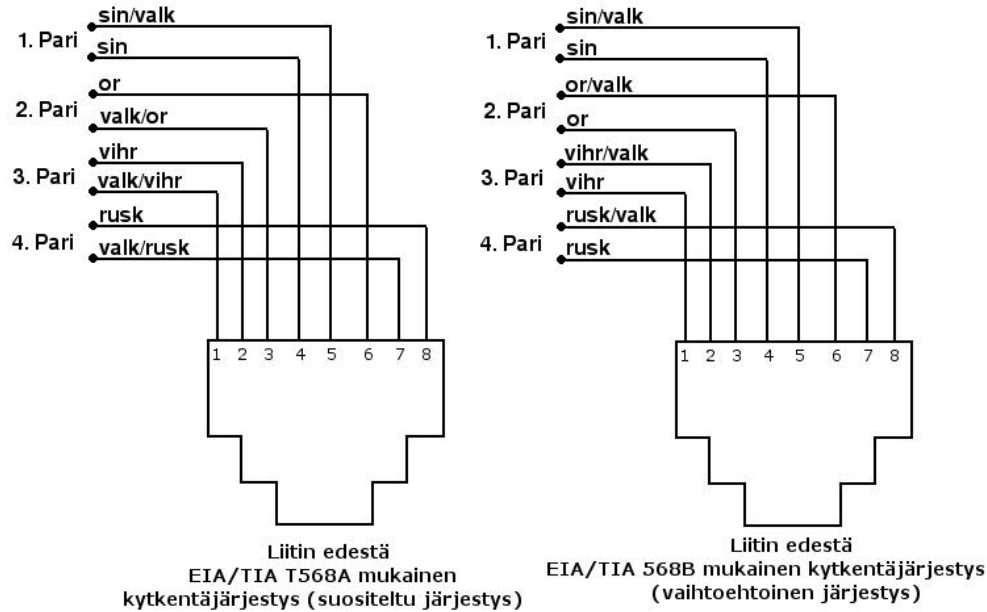 sin/valk
1. Pari
sin
or
2. Pari
valk/or
vihr
3. Pari
valk/vihr
rusk
4. Pari
valk/rusk
1 2 3 4 5 6 7 8
Liitin edestä
EIA/TIA T568A mukainen
kytkentäjärjestys (suositeltu järjestys)
sin/valk
1. Pari
sin
or/valk
2. Pari
or
vihr/valk
3. Pari
vihr
rusk/valk
4. Pari
rusk
1 2 3 4 5 6 7 8
Liitin edestä
EIA/TIA 568B mukainen kytkentäjärjestys
(vaihtoehtoinen järjestys)